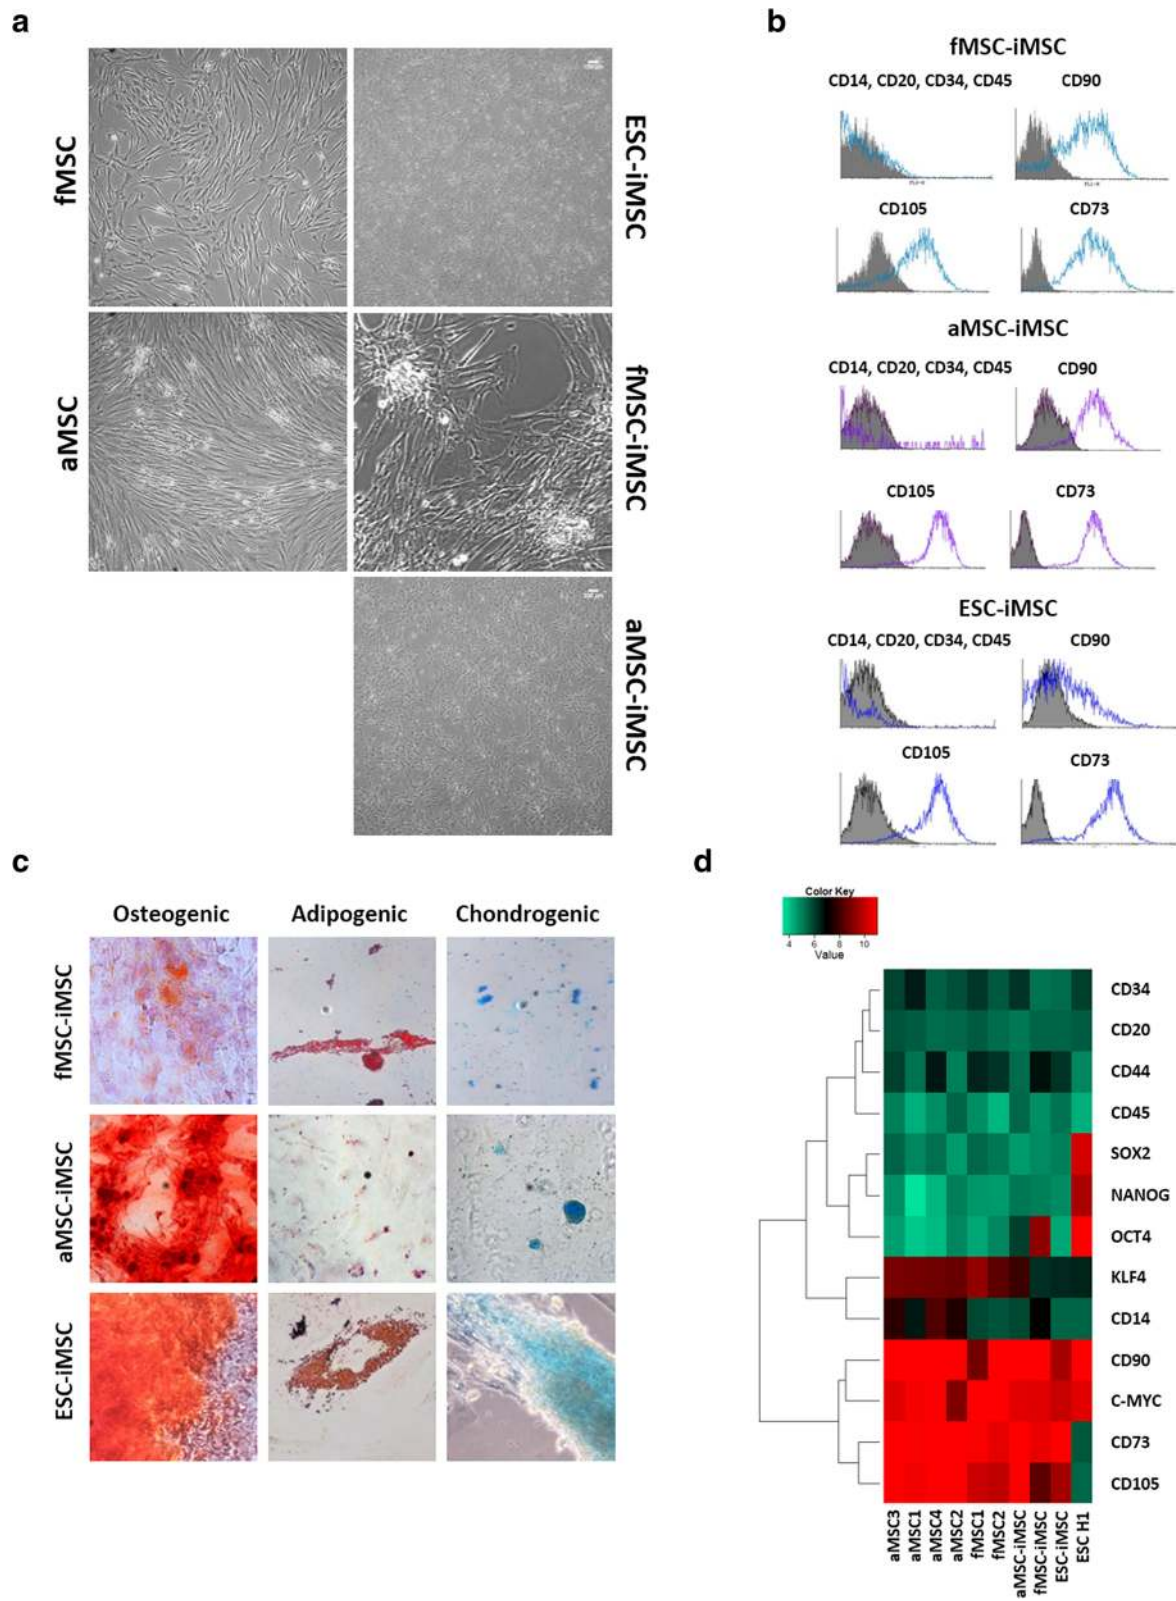 a
fMSC
ESC-iMSC
aMSC
fMSC-iMSC
aMSC-iMSC
b
fMSC-iMSC
CD14, CD20, CD34, CD45
CD90
CD105
CD73
aMSC-iMSC
CD14, CD20, CD34, CD45
CD90
CD105
CD73
ESC-iMSC
CD14, CD20, CD34, CD45
CD90
CD105
CD73
c
Osteogenic
Adipogenic
Chondrogenic
fMSC-iMSC
aMSC-iMSC
ESC-iMSC
d
Color Key
4 6 8 10
Value
CD34
CD20
CD44
CD45
SOX2
NANOG
OCT4
KLF4
CD14
CD90
C-MYC
CD73
CD105
aMSC3
aMSC1
aMSC4
aMSC2
fMSC1
fMSC2
aMSC-iMSC
fMSC-iMSC
ESC-iMSC
ESC H1